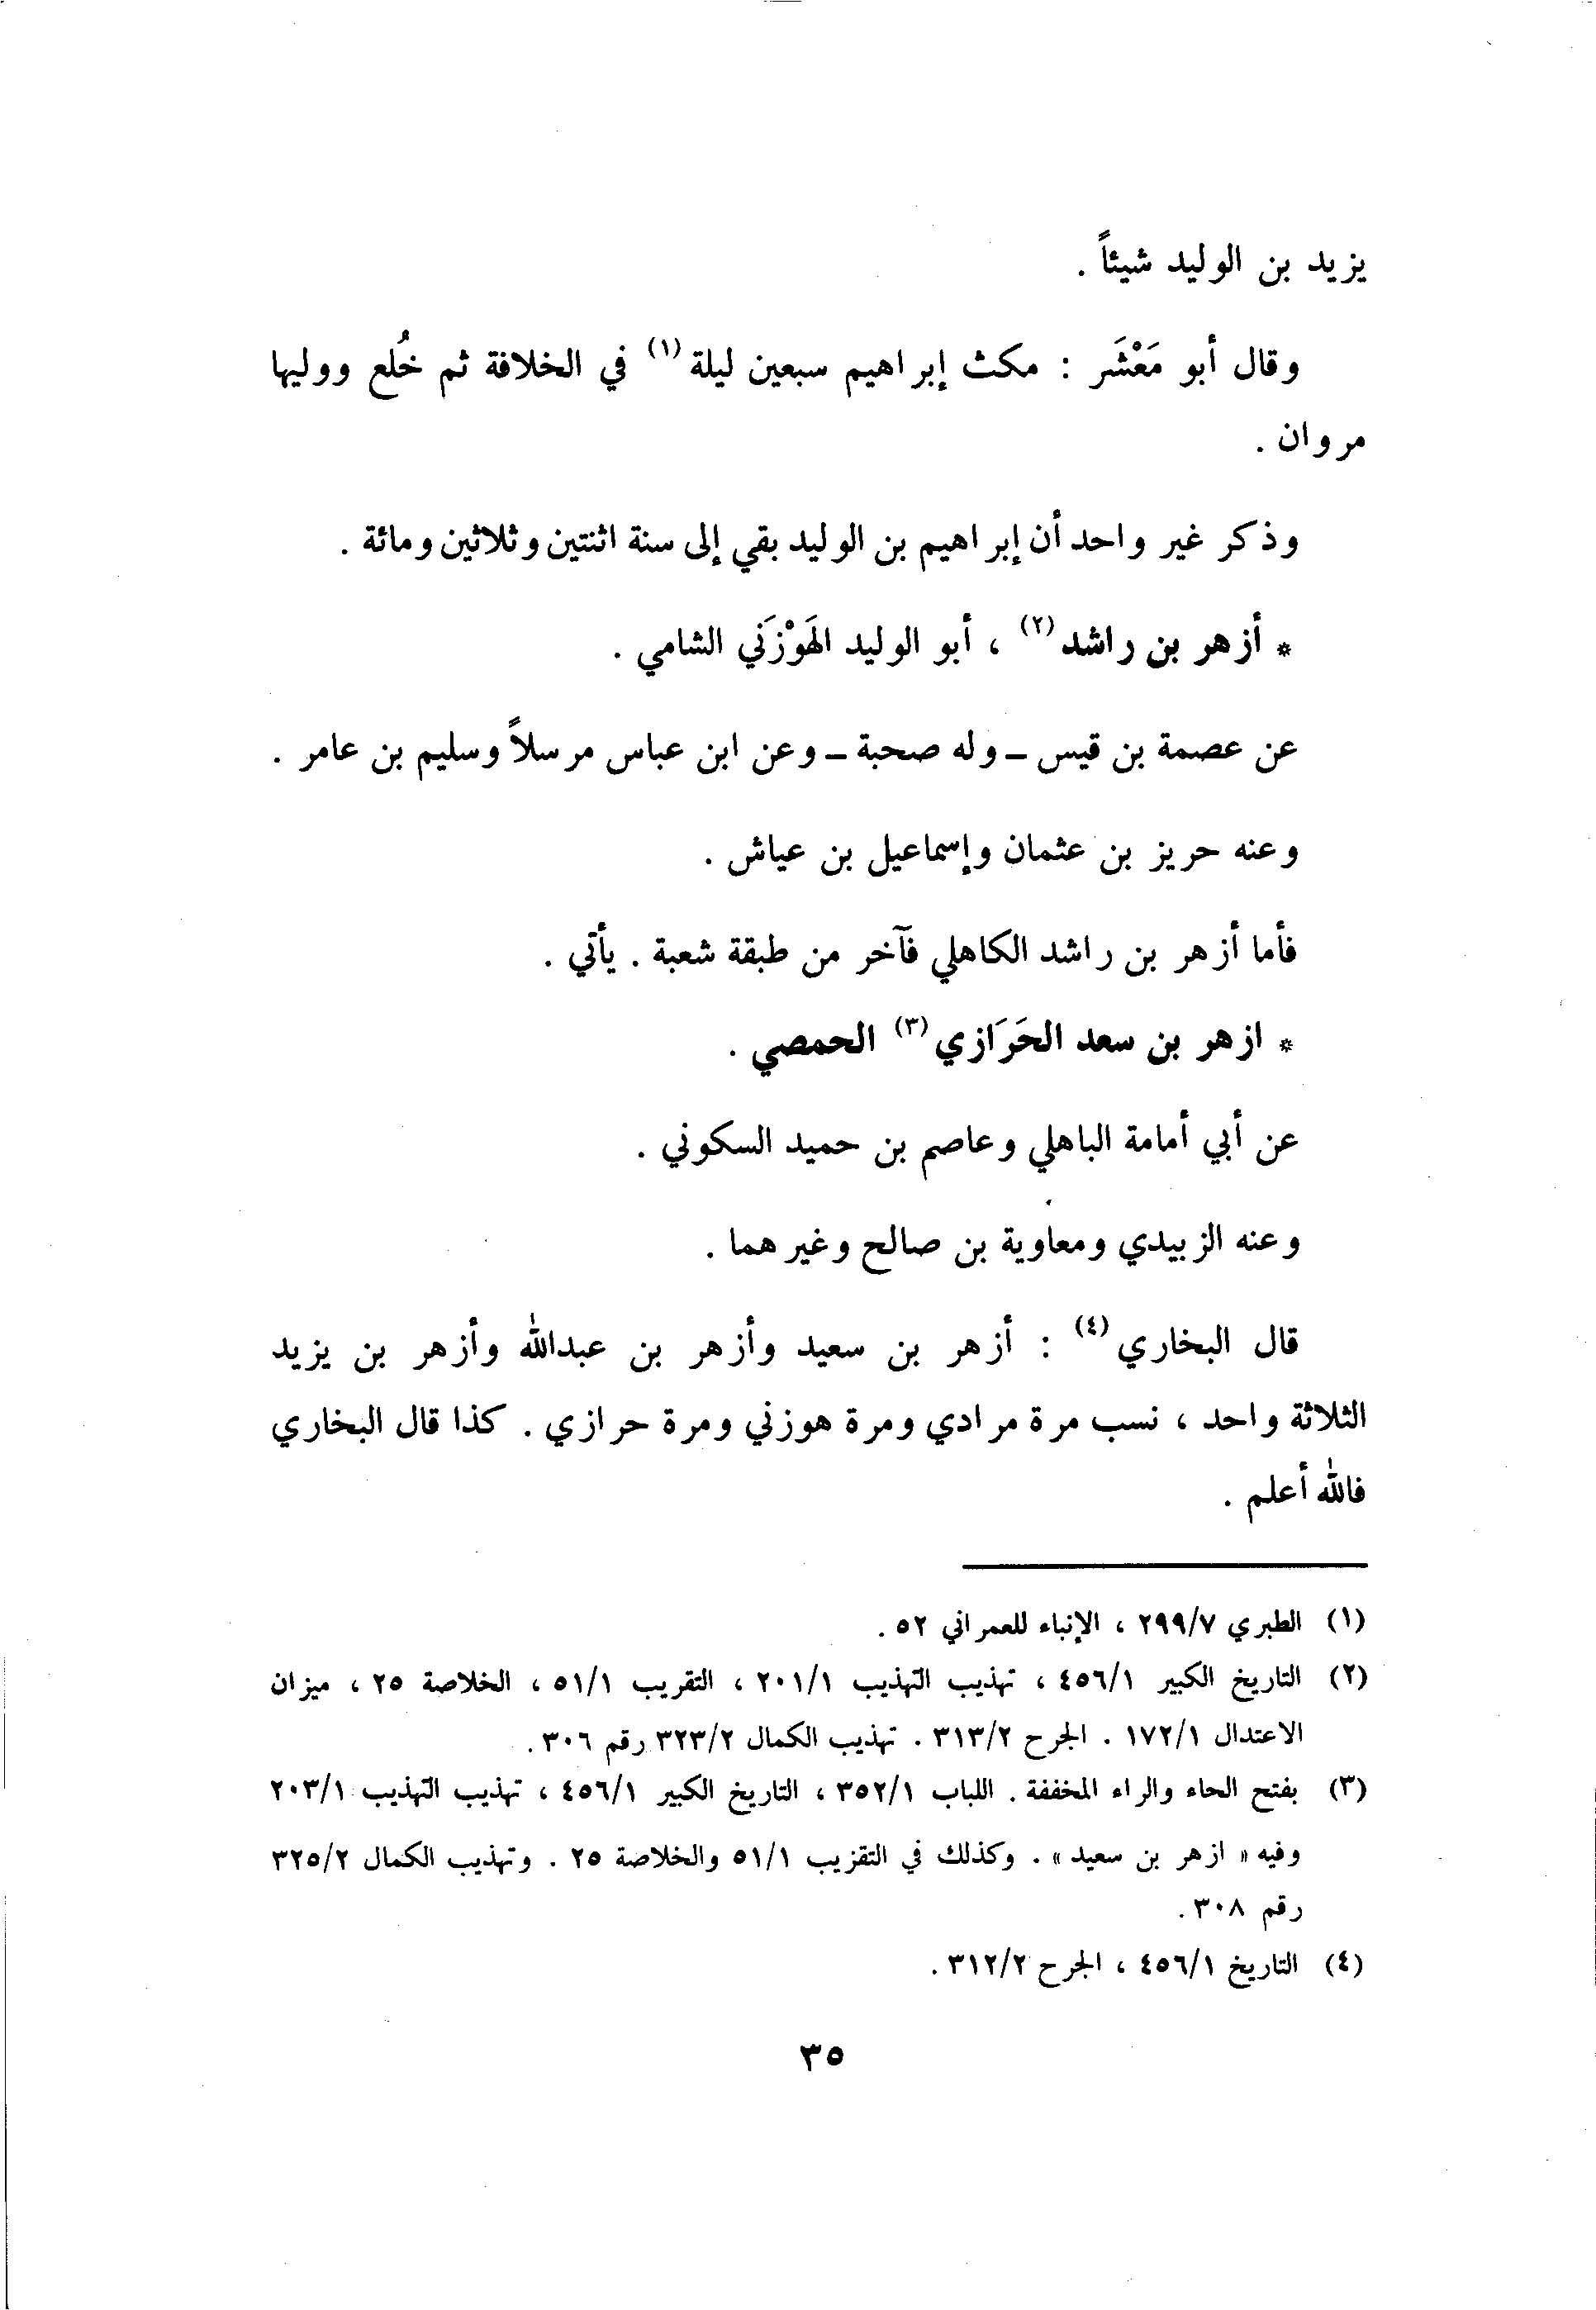 يزيد بن الوليد شيئاً .
وقال أبو مَعْشَر : مكث إبراهيم سبعين ليلة(١) في الخلافة ثم خُلع ووليها
مروان .
وذكر غير واحد أن إبراهيم بن الوليد بقي إلى سنة اثنتين وثلاثين ومائة .
* أزهر بن راشد(٢) ، أبو الوليد الهَوْزَني الشامي .
عن عصمة بن قيس - وله صحبة - وعن ابن عباس مرسلاً وسليم بن عامر .
وعنه حريز بن عثمان وإسماعيل بن عياش .
فأما أزهر بن راشد الكاهلي فآخر من طبقة شعبة . يأتي .
* ازهر بن سعد الحَرَازي(٣) الحمصي .
عن أبي أمامة الباهلي وعاصم بن حميد السكوني .
وعنه الزبيدي ومعاوية بن صالح وغيرهما .
قال البخاري(٤) : أزهر بن سعيد وأزهر بن عبدالله وأزهر بن يزيد
الثلاثة واحد ، نسب مرة مرادي ومرة هوزني ومرة حرازي . كذا قال البخاري
فالله أعلم .
(١) الطبري ٢٩٩/٧ ، الإنباء للعمراني ٥٢ .
(٢) التاريخ الكبير ٤٥٦/١ ، تهذيب التهذيب ٢٠١/١ ، التقريب ٥١/١ ، الخلاصة ٢٥ ، ميزان
الاعتدال ١٧٢/١ . الجرح ٣١٣/٢ . تهذيب الكمال ٣٢٣/٢ رقم ٣٠٦ .
(٣) بفتح الحاء والراء المخففة . اللباب ٣٥٢/١ ، التاريخ الكبير ٤٥٦/١ ، تهذيب التهذيب ٢٠٣/١
وفيه « ازهر بن سعيد » . وكذلك في التقزيب ٥١/١ والخلاصة ٢٥ . وتهذيب الكمال ٣٢٥/٢
رقم ٣٠٨ .
(٤) التاريخ ٤٥٦/١ ، الجرح ٣١٢/٢ .
٣٥